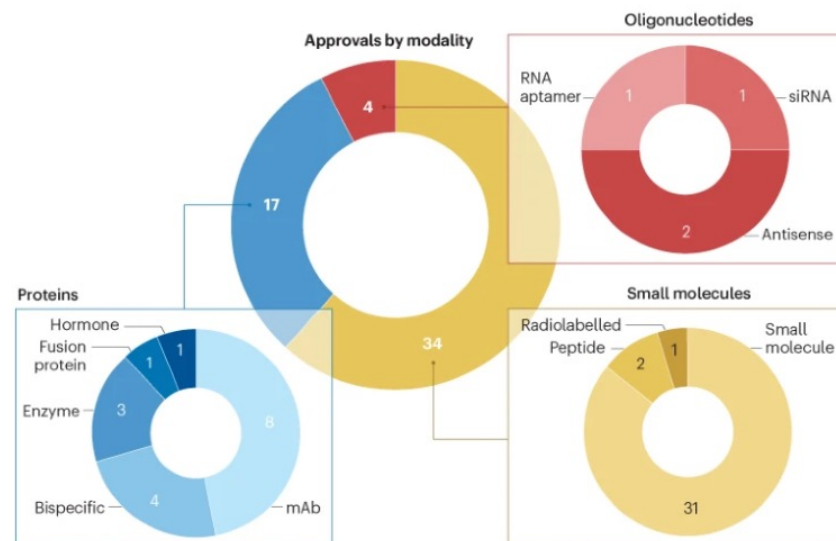 Approvals by modality
4
17
34
Oligonucleotides
RNA
aptamer
1
1
siRNA
2
Antisense
Proteins
Hormone
Fusion
protein
1
1
Enzyme
3
8
Bispecific
4
mAb
Small molecules
Radiolabelled
Peptide
2
1
Small
molecule
31